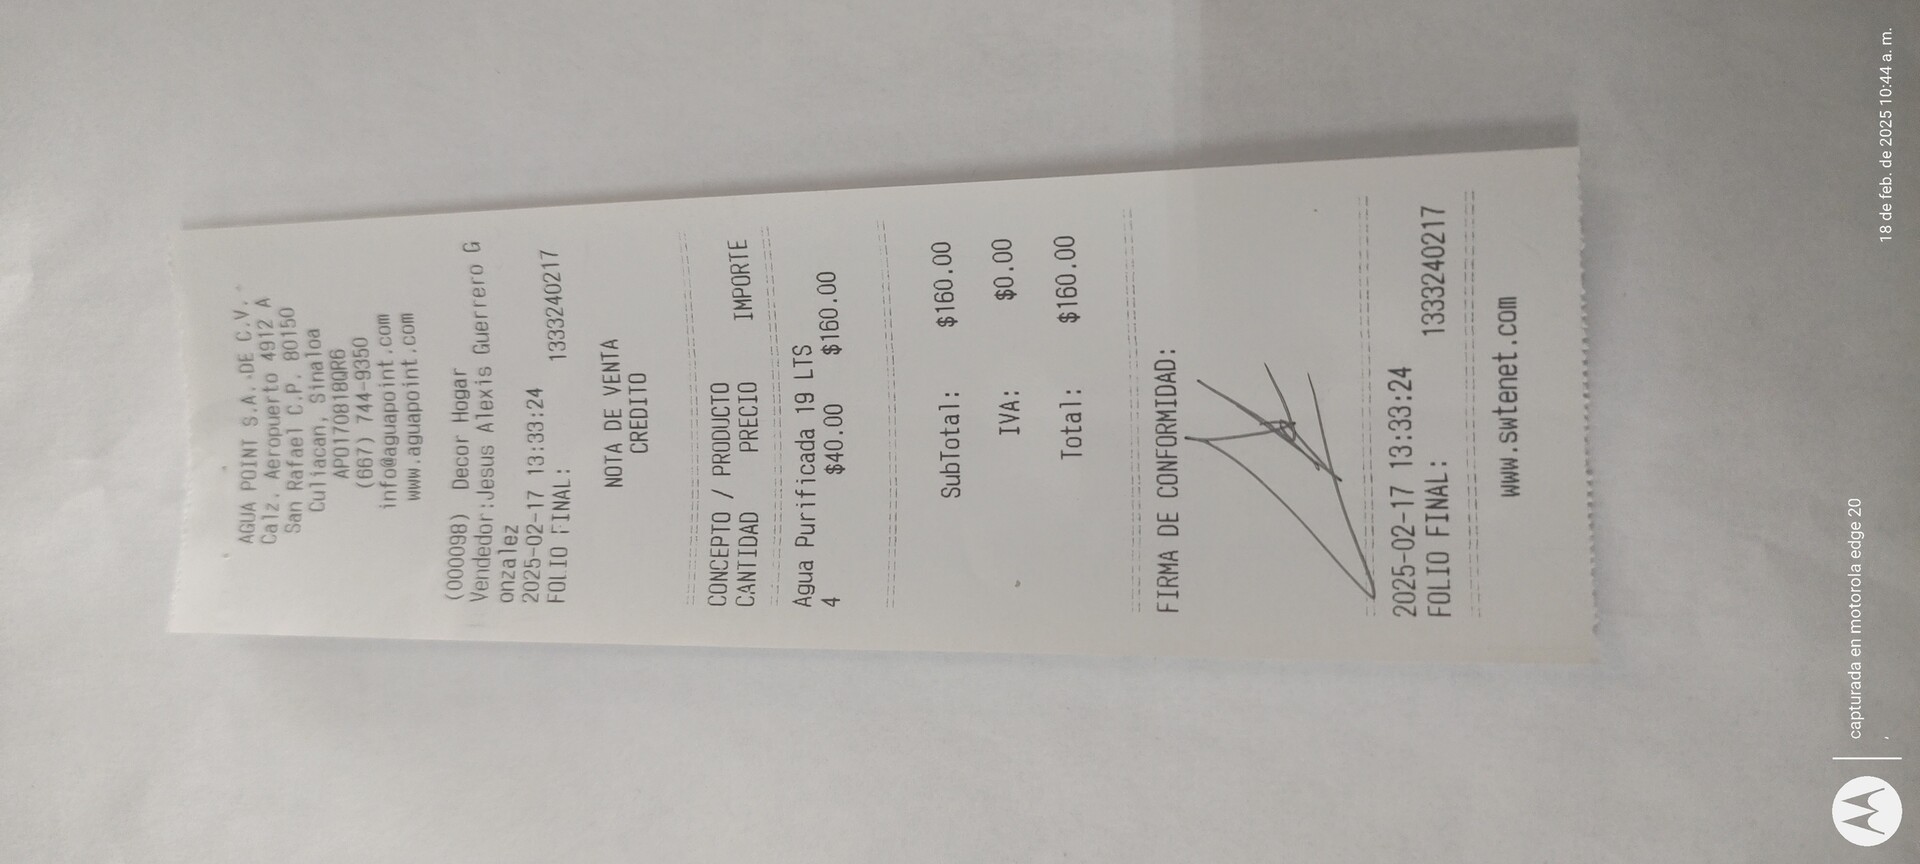 AGUA POINT S.A. DE C.V.
Calz. Aeropuerto 4912 A
San Rafael C.P. 80150
Culiacan, Sinaloa
APO170818QR6
(667) 744-9350
info@aguapoint.com
www.aguapoint.com
(000098) Decor Hogar
Vendedor:Jesus Alexis Guerrero G
onzalez
2025-02-17 13:33:24
FOLIO FINAL: 1333240217
NOTA DE VENTA
CREDITO
CONCEPTO / PRODUCTO
CANTIDAD PRECIO IMPORTE
Agua Purificada 19 LTS
4 $40.00 $160.00
SubTotal: $160.00
IVA: $0.00
Total: $160.00
FIRMA DE CONFORMIDAD:
2025-02-17 13:33:24
FOLIO FINAL: 1333240217
www.swtenet.com
capturada en motorola edge 20
18 de feb. de 2025 10:44 a. m.